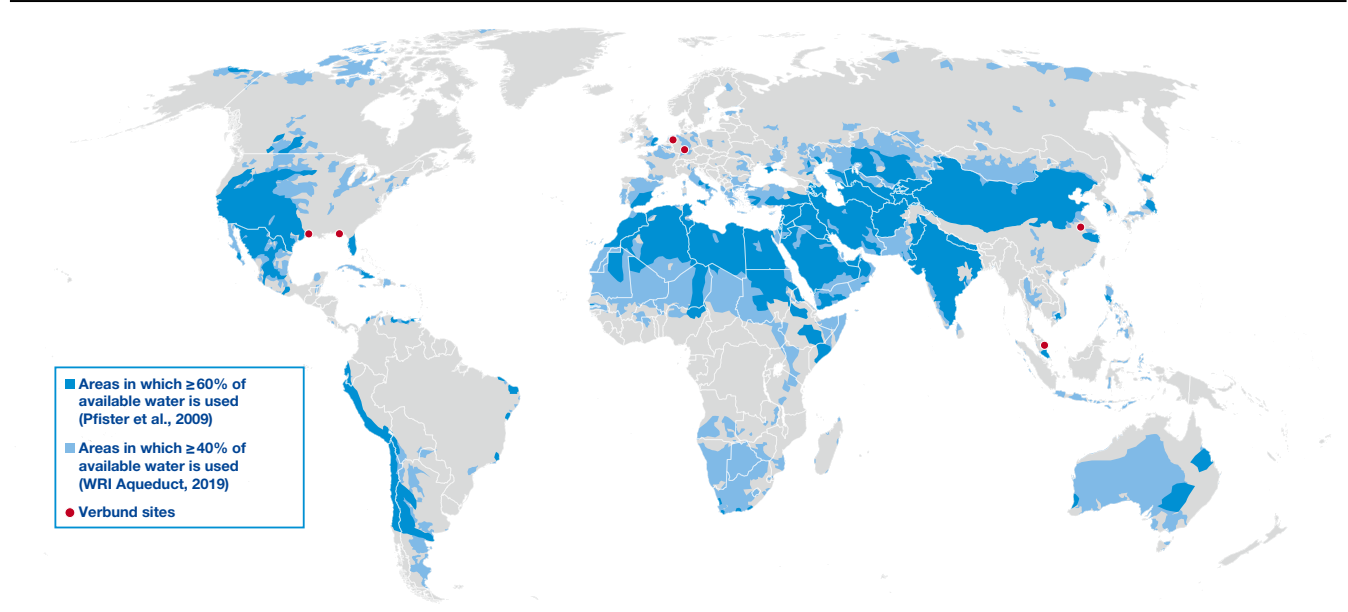 Areas in which ≥60% of
available water is used
(Pfister et al., 2009)
Areas in which ≥40% of
available water is used
(WRI Aqueduct, 2019)
Verbund sites